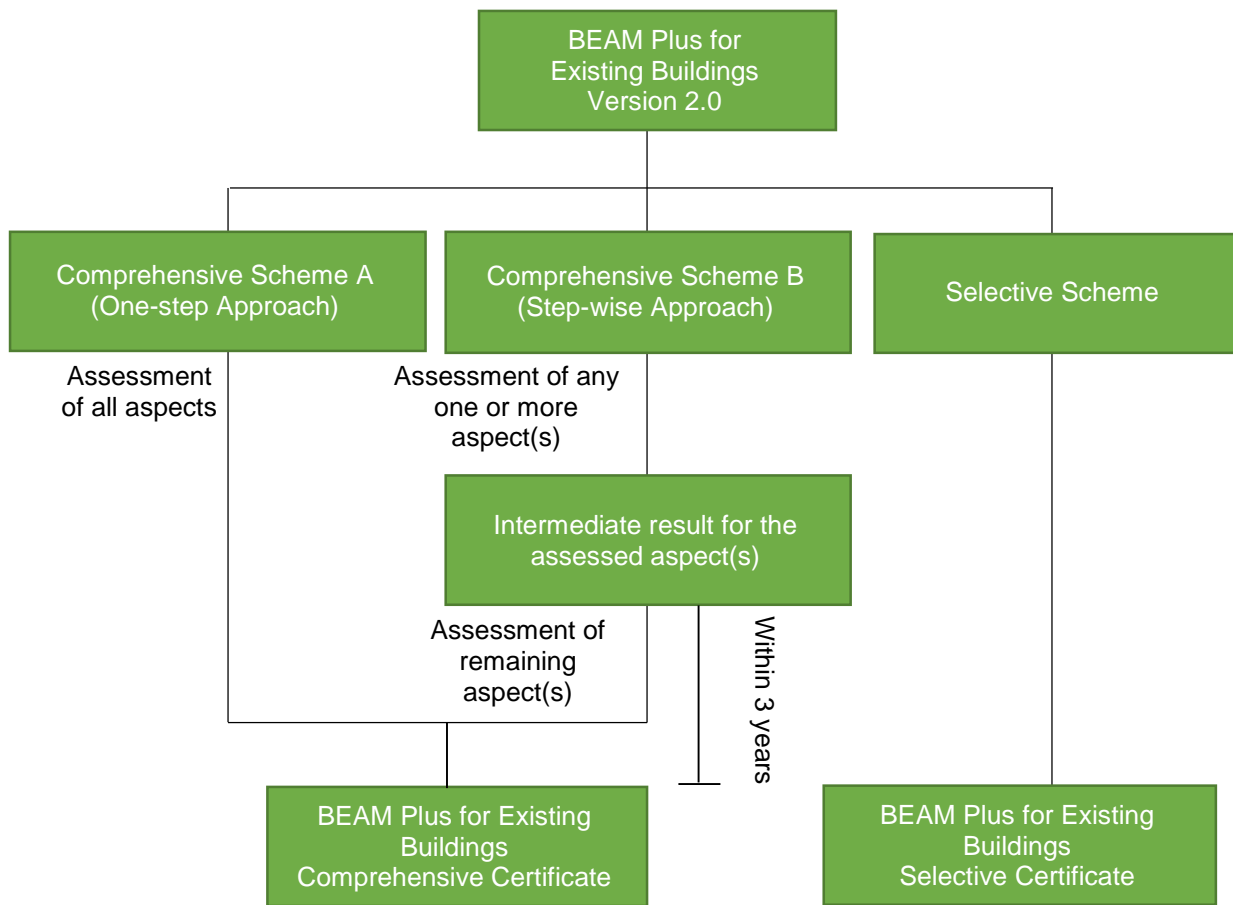 BEAM Plus for
Existing Buildings
Version 2.0
Comprehensive Scheme A
(One-step Approach)
Comprehensive Scheme B
(Step-wise Approach)
Selective Scheme
Assessment
of all aspects
Assessment of any
one or more
aspect(s)
Intermediate result for the
assessed aspect(s)
Assessment of
remaining
aspect(s)
Within 3 years
BEAM Plus for Existing
Buildings
Comprehensive Certificate
BEAM Plus for Existing
Buildings
Selective Certificate